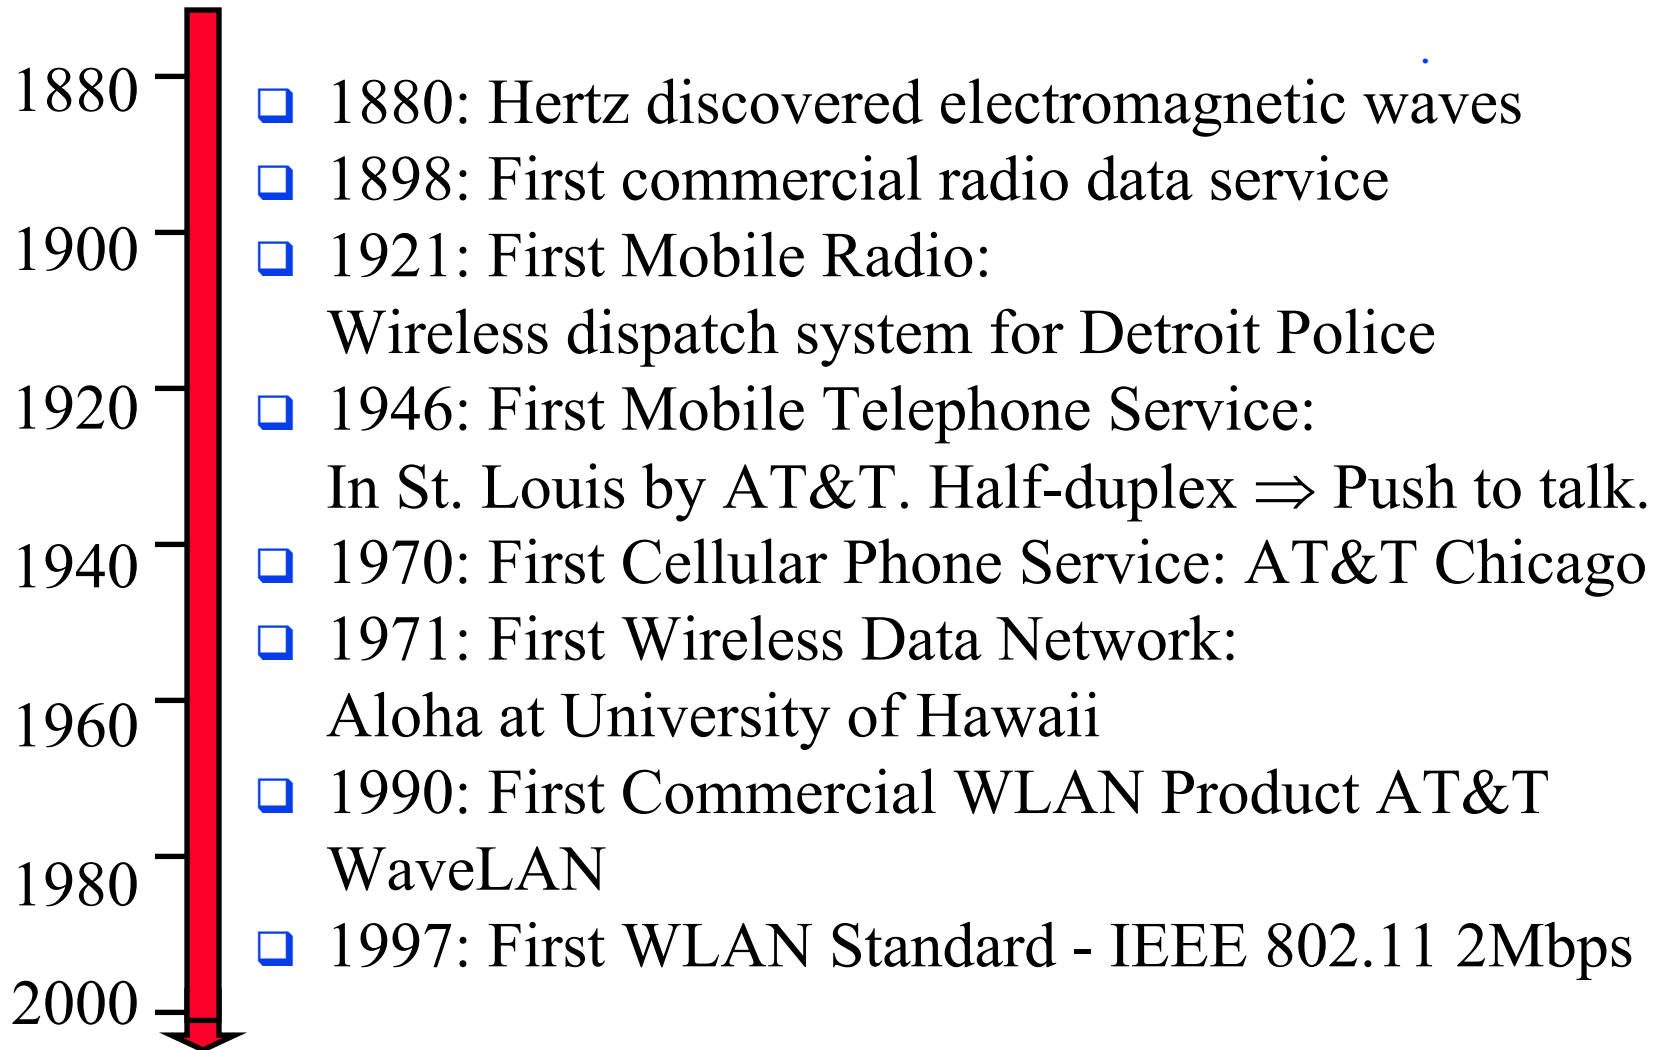 1880
1900
1920
1940
1960
1980
2000
❑ 1880: Hertz discovered electromagnetic waves
❑ 1898: First commercial radio data service
❑ 1921: First Mobile Radio:
Wireless dispatch system for Detroit Police
❑ 1946: First Mobile Telephone Service:
In St. Louis by AT&T. Half-duplex ⇒ Push to talk.
❑ 1970: First Cellular Phone Service: AT&T Chicago
❑ 1971: First Wireless Data Network:
Aloha at University of Hawaii
❑ 1990: First Commercial WLAN Product AT&T
WaveLAN
❑ 1997: First WLAN Standard - IEEE 802.11 2Mbps